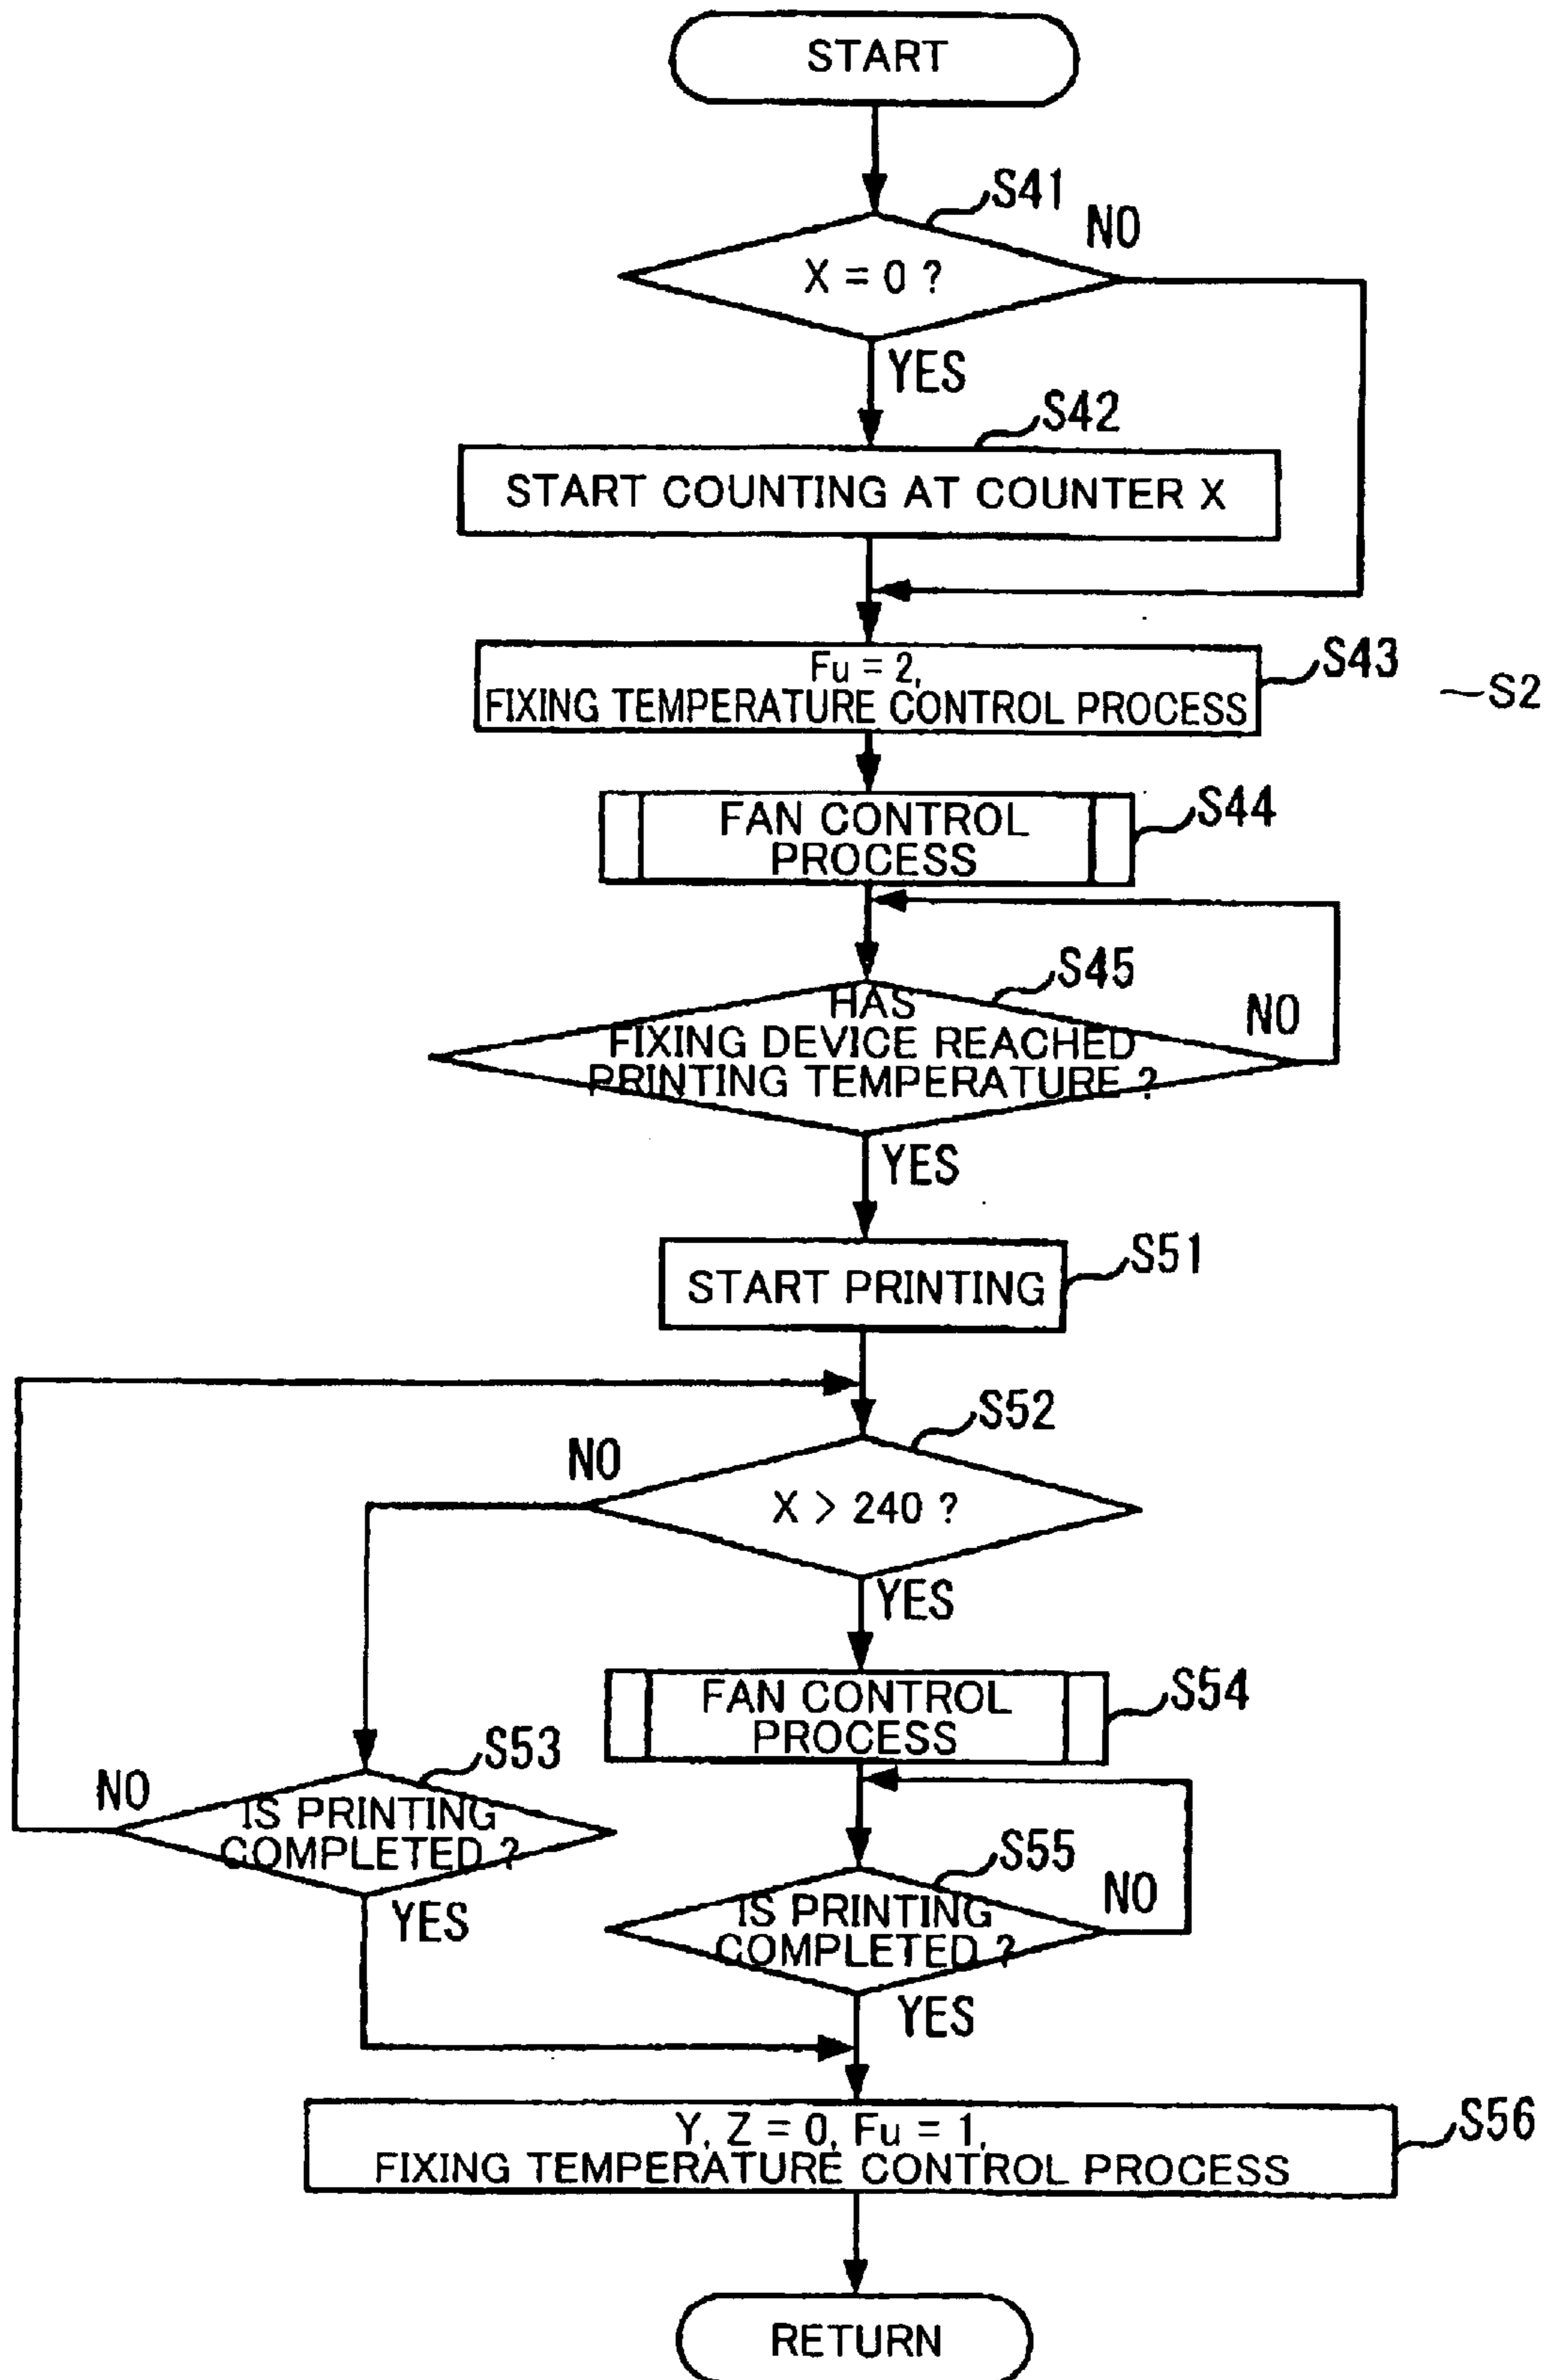 START
S41
NO
X = 0 ?
YES
S42
START COUNTING AT COUNTER X
Fu = 2,
FIXING TEMPERATURE CONTROL PROCESS
S43
S2
FAN CONTROL
PROCESS
S44
S45
HAS
FIXING DEVICE REACHED
PRINTING TEMPERATURE ?
NO
YES
START PRINTING
S51
S52
NO
X > 240 ?
YES
FAN CONTROL
PROCESS
S54
S53
NO
IS PRINTING
COMPLETED ?
YES
S55
NO
IS PRINTING
COMPLETED ?
YES
Y, Z = 0, Fu = 1,
FIXING TEMPERATURE CONTROL PROCESS
S56
RETURN